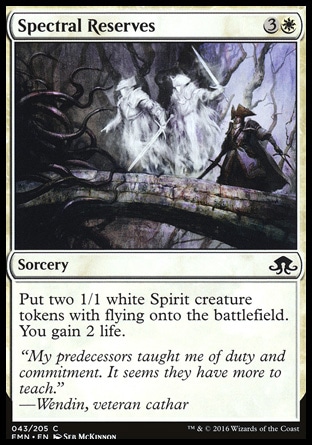 Spectral Reserves 3
Sorcery
Put two 1/1 white Spirit creature
tokens with flying onto the battlefield.
You gain 2 life.
"My predecessors taught me of duty and
commitment. It seems they have more to
teach."
—Wendin, veteran cathar
043/205 C
EMN • EN Seb McKinnon
™ & © 2016 Wizards of the Coast